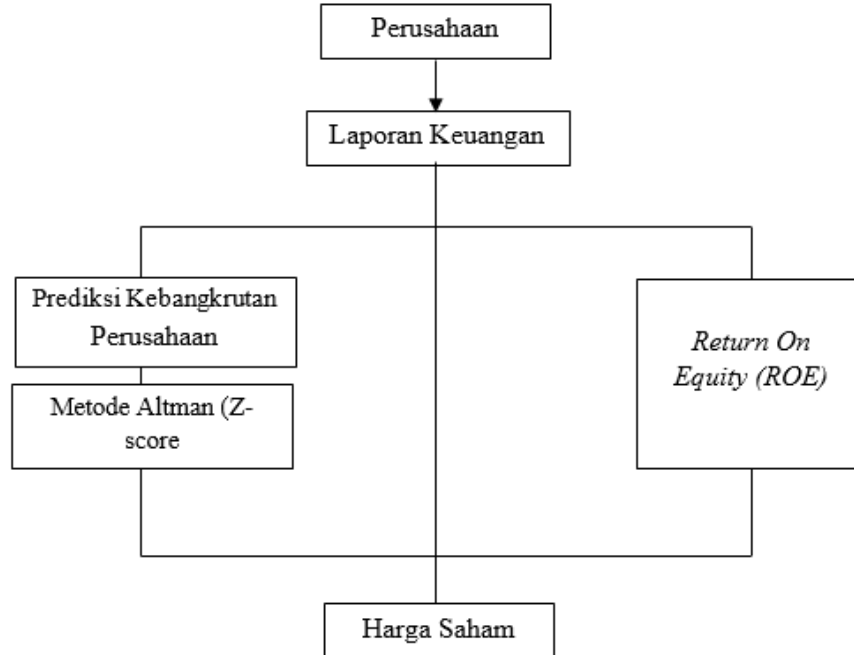 Perusahaan
Laporan Keuangan
Prediksi Kebangkrutan
Perusahaan
Metode Altman (Z-
score
Return On
Equity (ROE)
Harga Saham